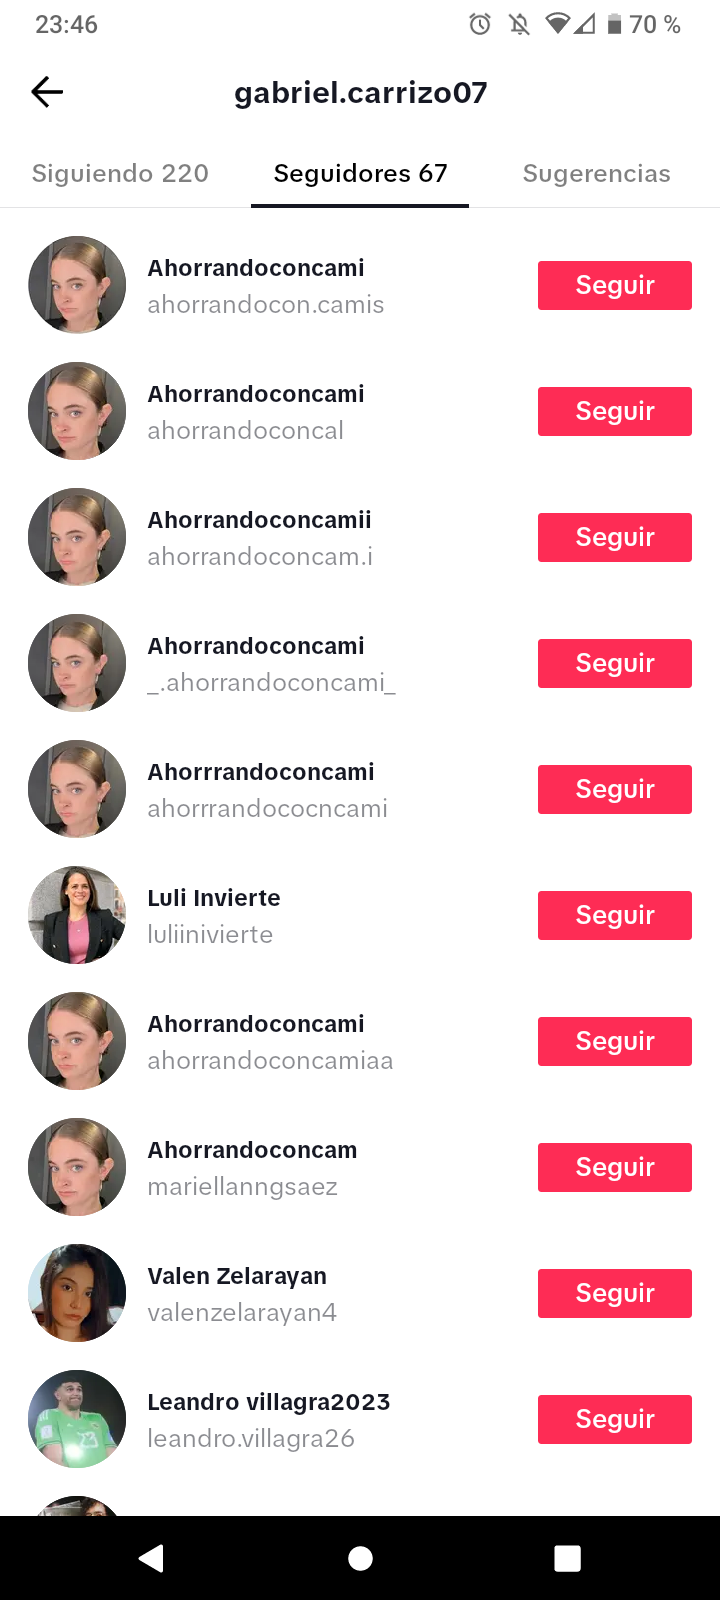 23:46
70 %
gabriel.carrizo07
Siguiendo 220
Seguidores 67
Sugerencias
Ahorrandoconcami
ahorrandocon.camis
Seguir
Ahorrandoconcami
ahorrandoconcal
Seguir
Ahorrandoconcamii
ahorrandoconcam.i
Seguir
Ahorrandoconcami
_.ahorrandoconcami_
Seguir
Ahorrrandoconcami
ahorrrandococncami
Seguir
Luli Invierte
luliinivierte
Seguir
Ahorrandoconcami
ahorrandoconcamiaa
Seguir
Ahorrandoconcam
mariellanngsaez
Seguir
Valen Zelarayan
valenzelarayan4
Seguir
Leandro villagra2023
leandro.villagra26
Seguir
23